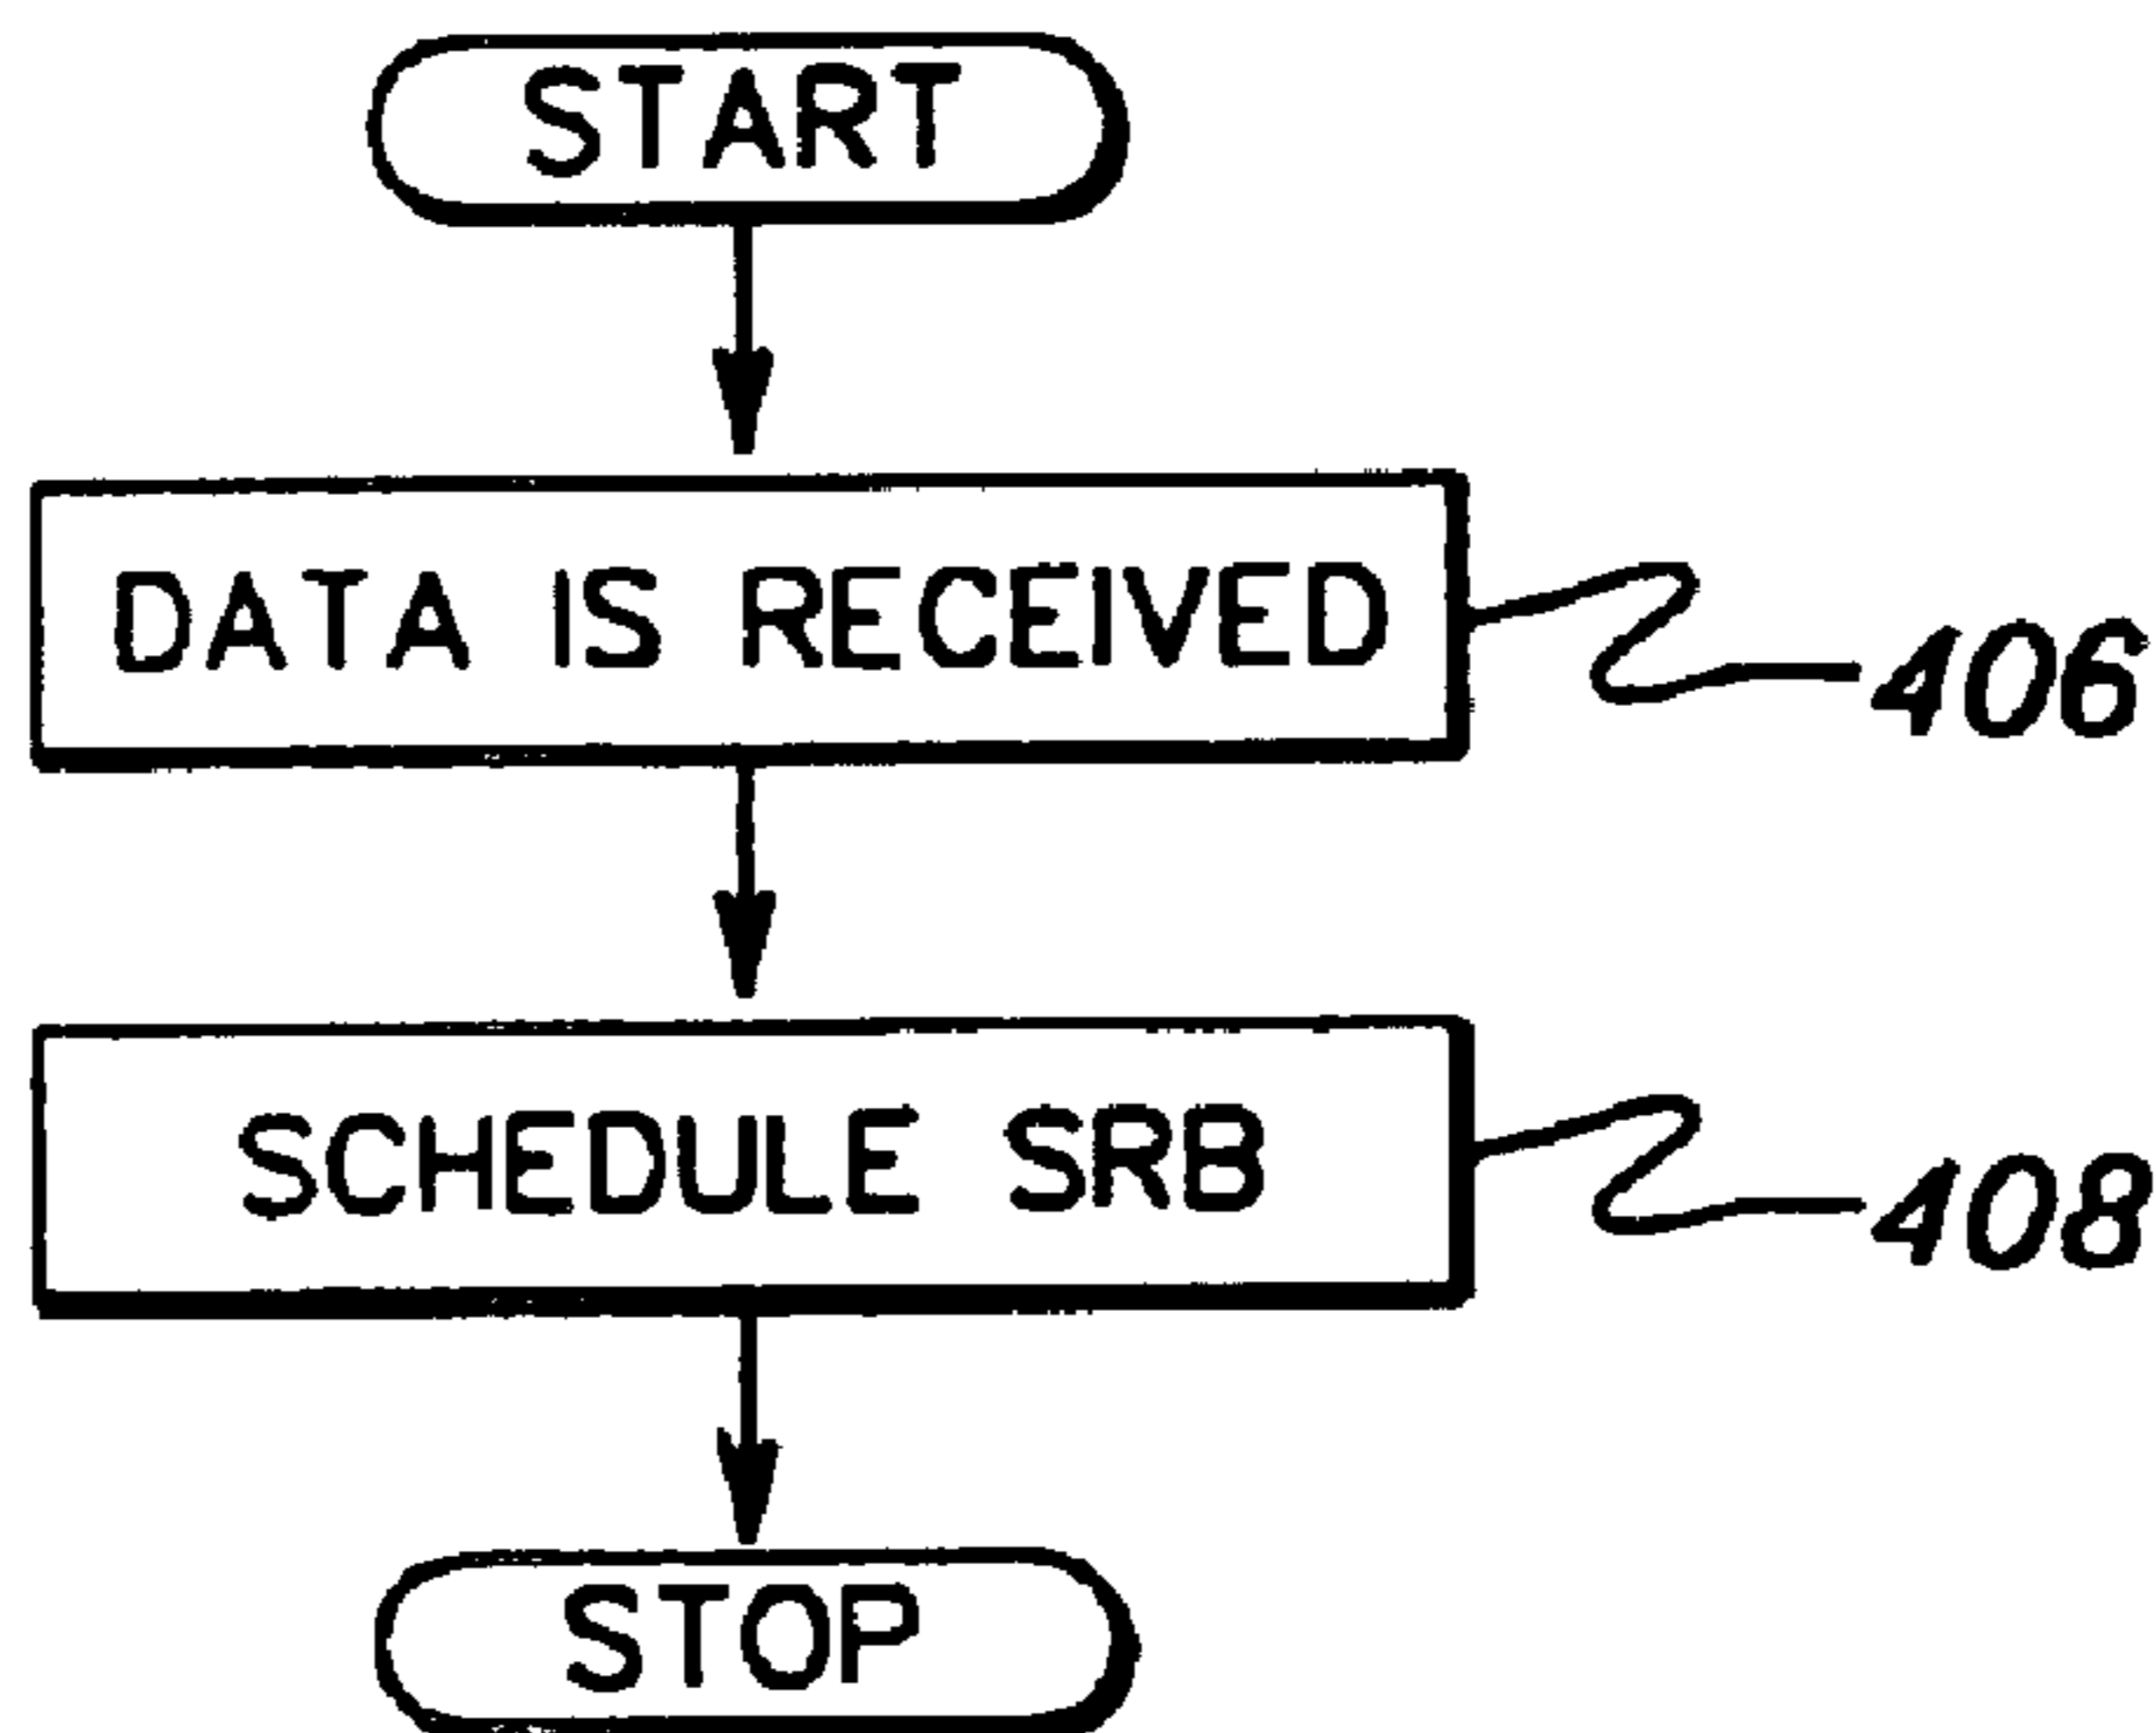 START
DATA IS RECEIVED
406
SCHEDULE SRB
408
STOP